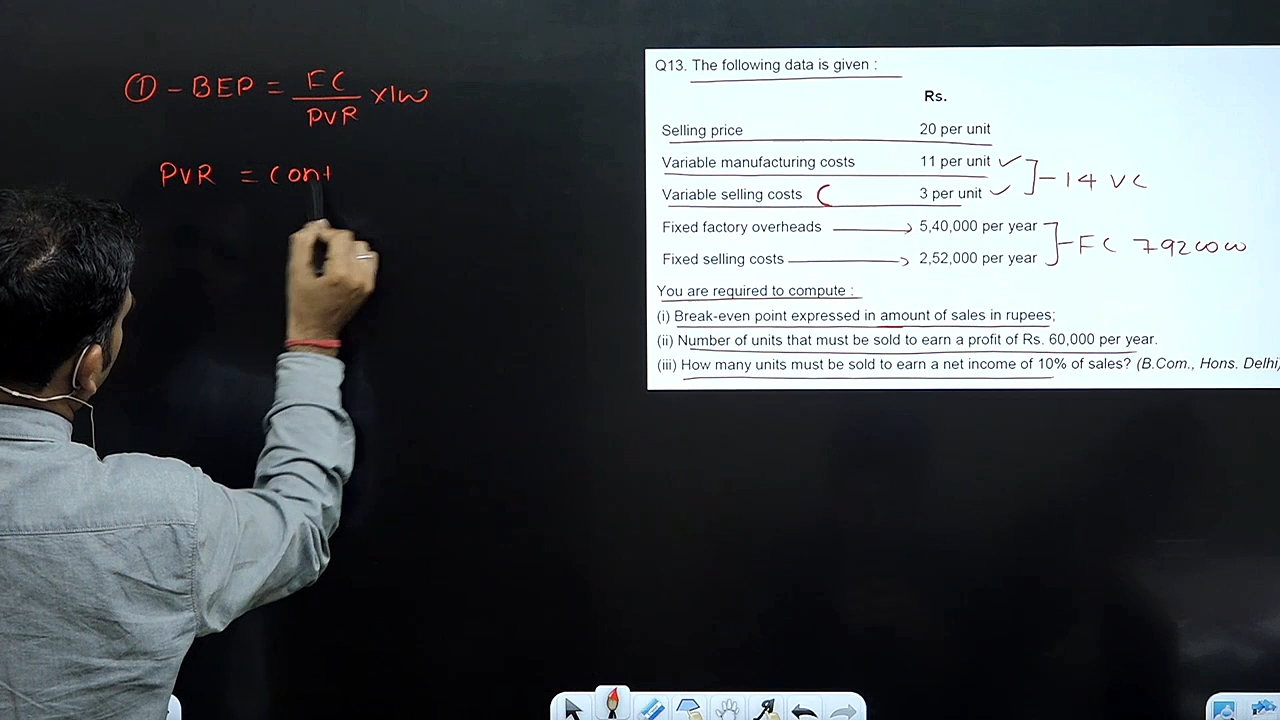 ① - BEP = FC / PVR × 100
PVR = Cont
Q13. The following data is given :
Rs.
Selling price 20 per unit
Variable manufacturing costs 11 per unit
Variable selling costs 3 per unit
14 VC
Fixed factory overheads 5,40,000 per year
Fixed selling costs 2,52,000 per year
FC 792000
You are required to compute :
(i) Break-even point expressed in amount of sales in rupees;
(ii) Number of units that must be sold to earn a profit of Rs. 60,000 per year.
(iii) How many units must be sold to earn a net income of 10% of sales? (B.Com., Hons. Delhi)